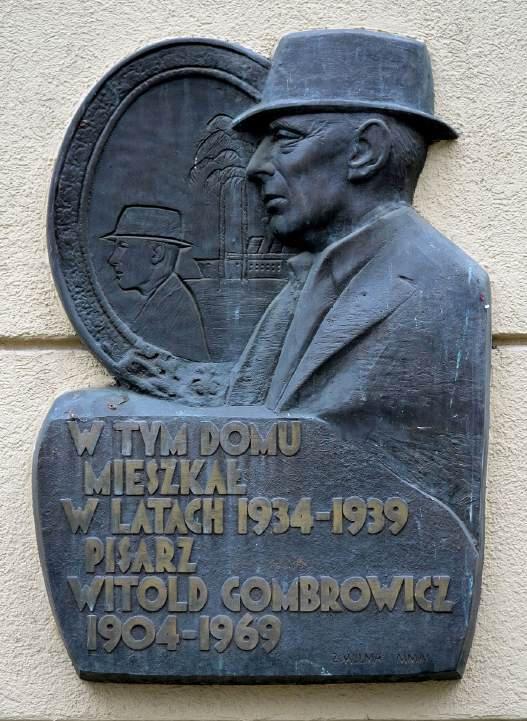 W TYM DOMU
MIESZKAŁ
W LATACH 1934-1939
PISARZ
WITOLD GOMBROWICZ
1904-1969